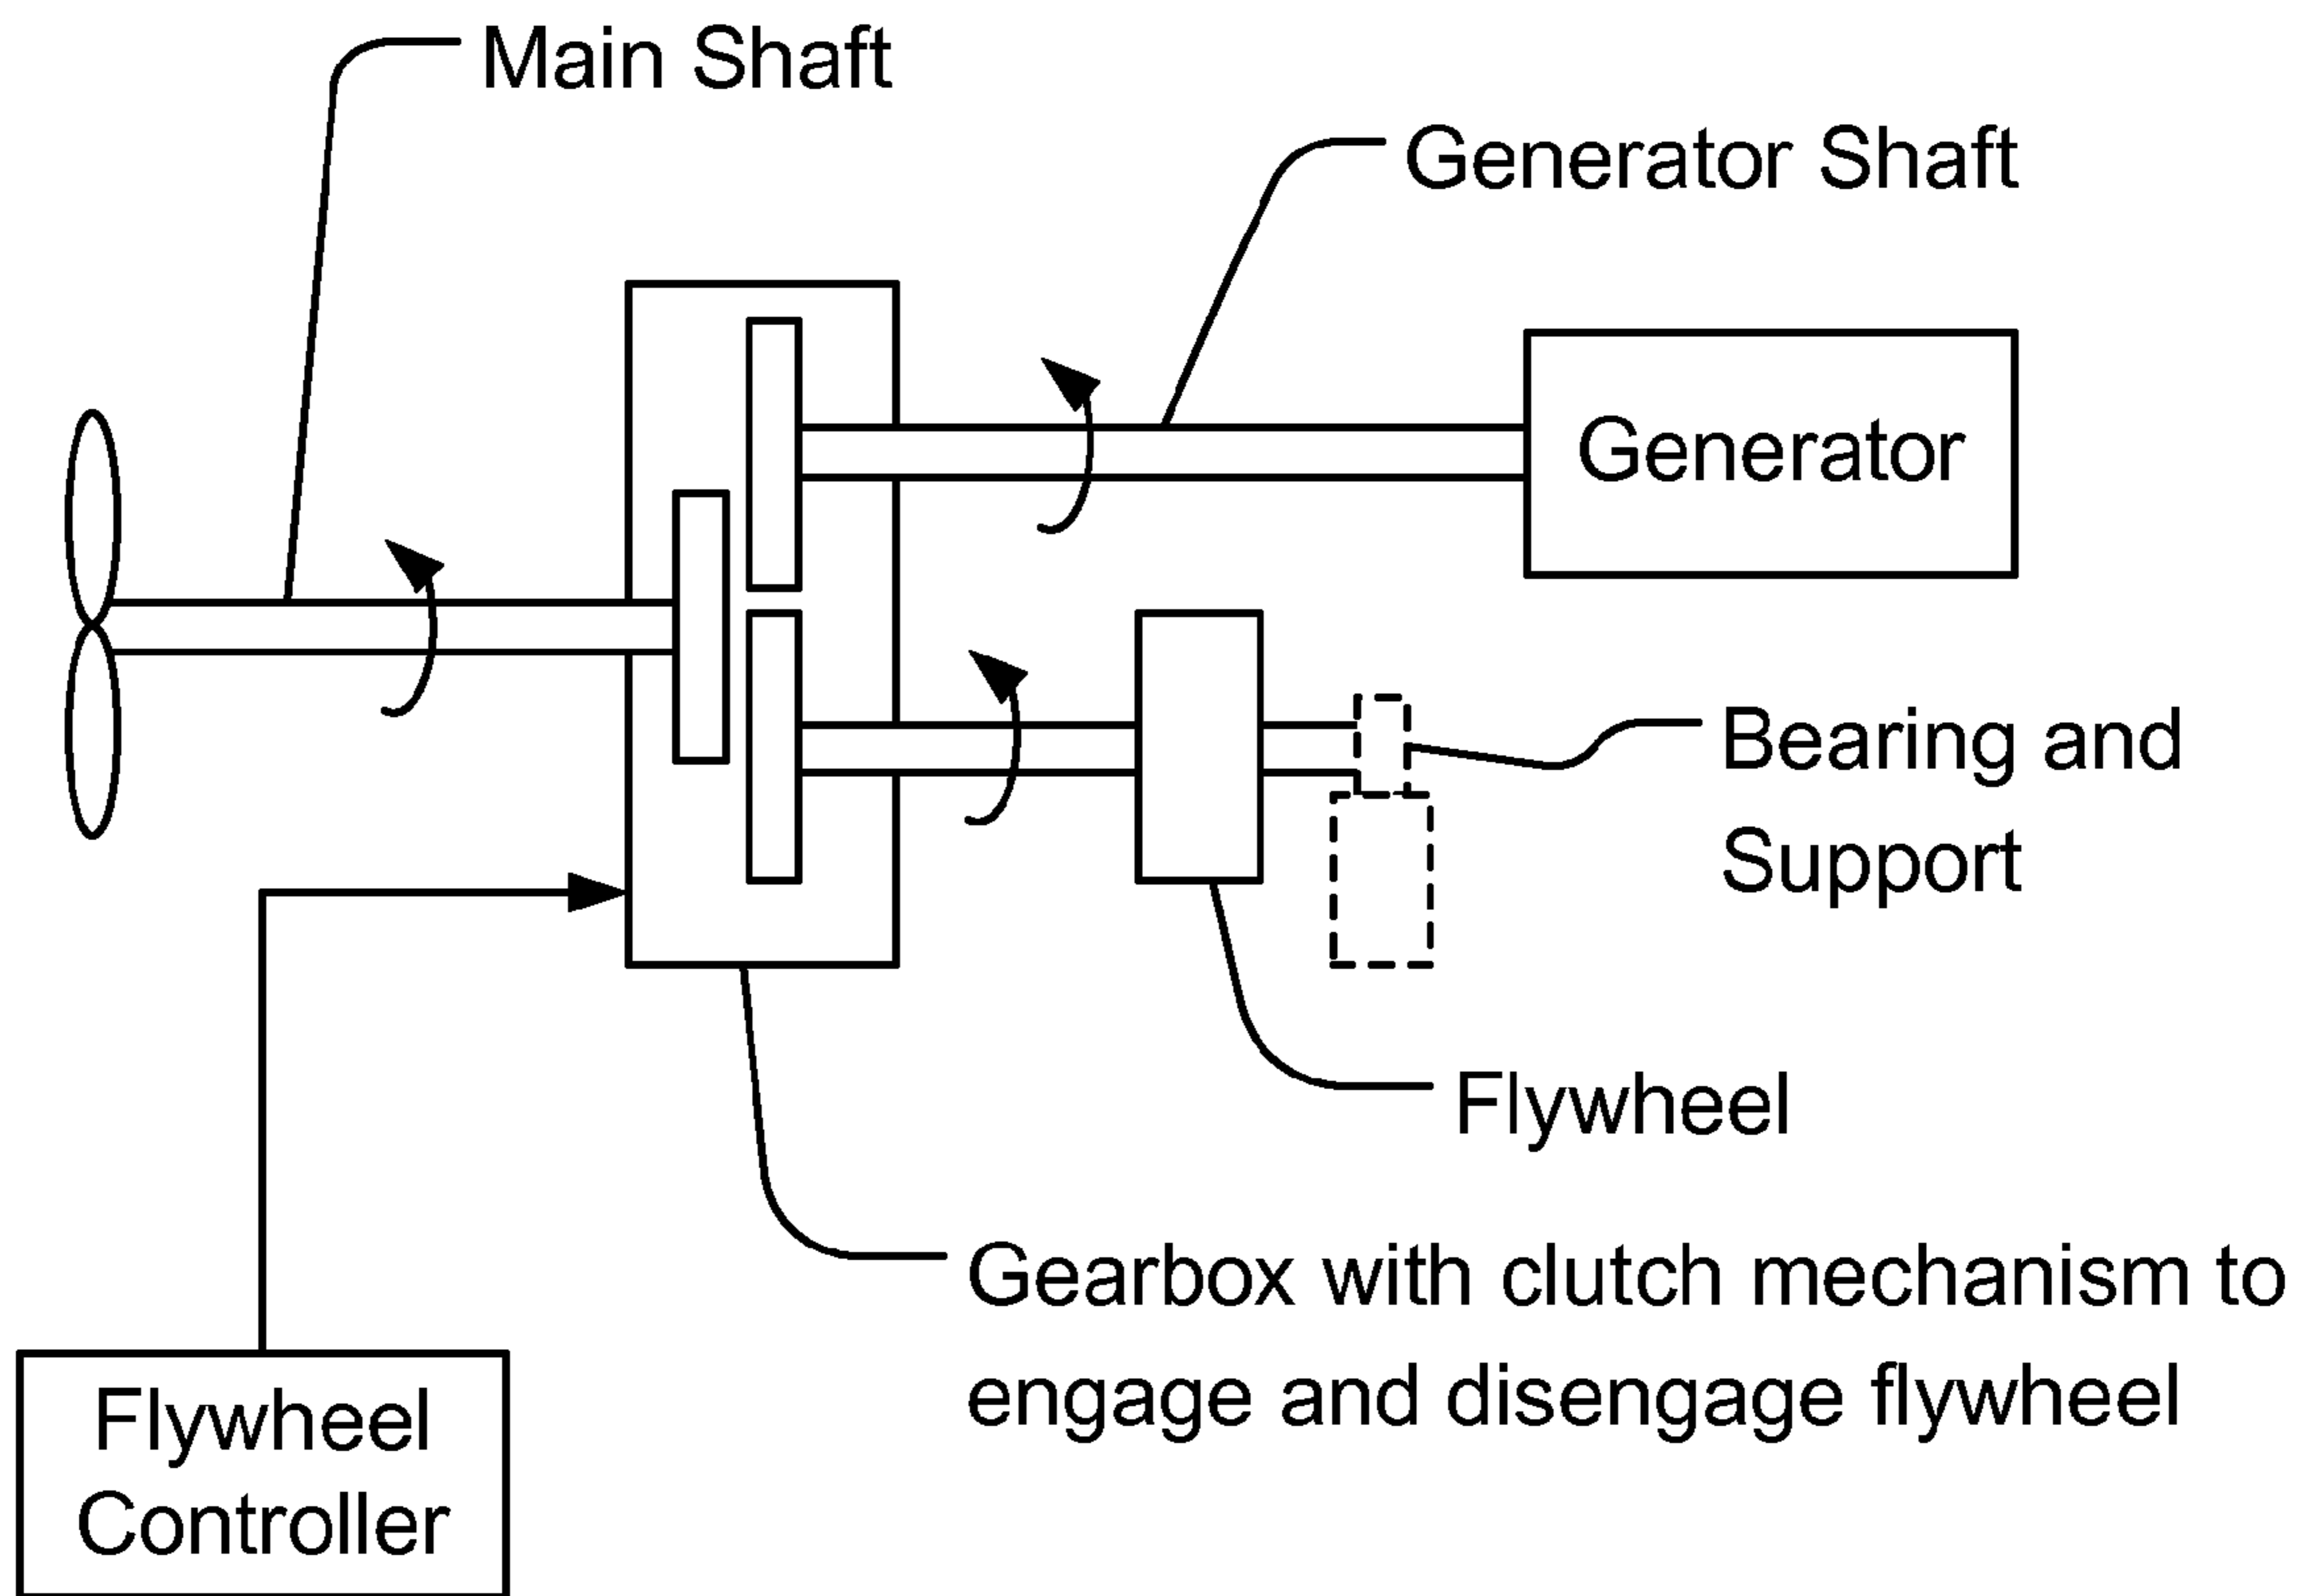 Main Shaft
Generator Shaft
Generator
Bearing and
Support
Flywheel
Gearbox with clutch mechanism to
engage and disengage flywheel
Flywheel
Controller